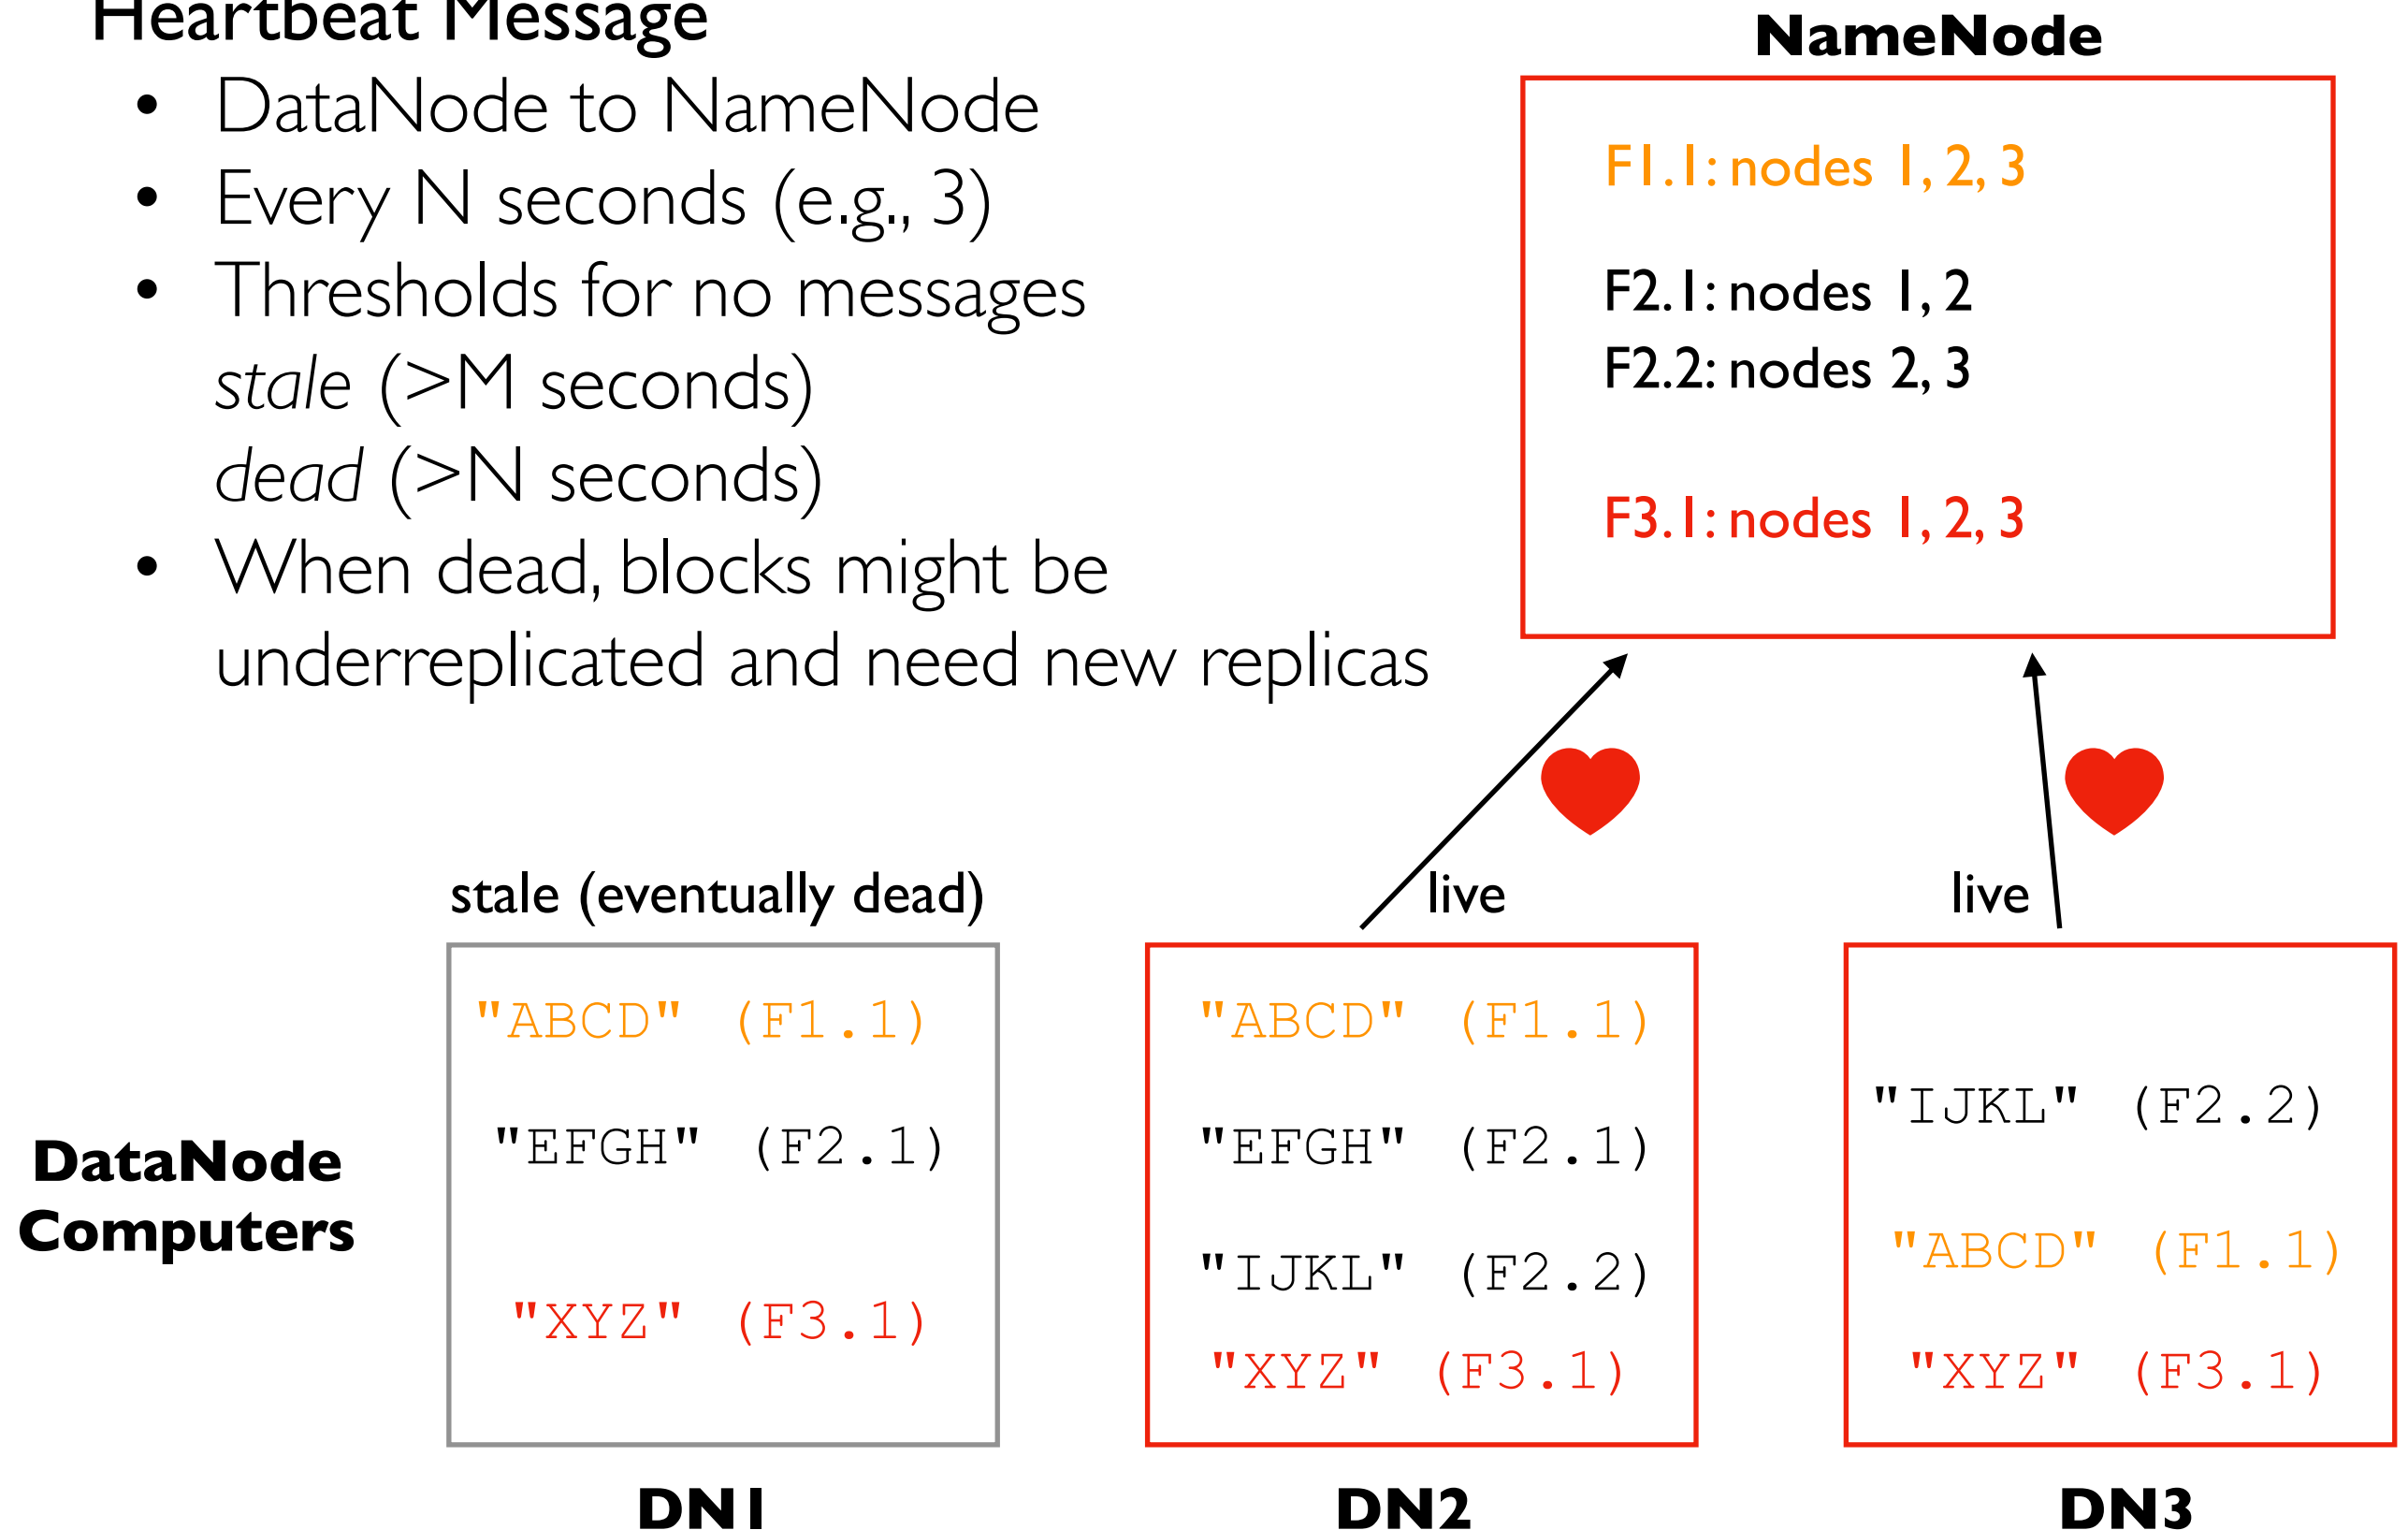 Heartbeat Message
• DataNode to NameNode
• Every N seconds (e.g., 3)
• Thresholds for no messages
stale (>M seconds)
dead (>N seconds)
• When dead, blocks might be
underreplicated and need new replicas
NameNode
F1.1: nodes 1, 2, 3
F2.1: nodes 1, 2
F2.2: nodes 2, 3
F3.1: nodes 1, 2, 3
stale (eventually dead)
live
live
DataNode
Computers
"ABCD" (F1.1)
"EFGH" (F2.1)
"XYZ" (F3.1)
DN1
"ABCD" (F1.1)
"EFGH" (F2.1)
"IJKL" (F2.2)
"XYZ" (F3.1)
DN2
"IJKL" (F2.2)
"ABCD" (F1.1)
"XYZ" (F3.1)
DN3